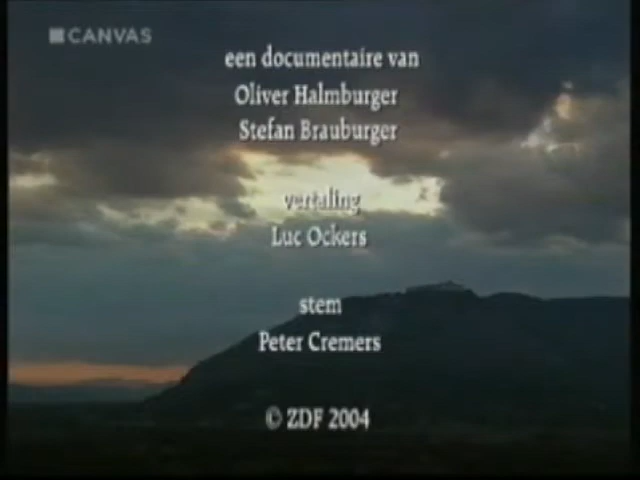 CANVAS
een documentaire van
Oliver Halmburger
Stefan Brauburger
vertaling
Luc Ockers
stem
Peter Cremers
© ZDF 2004